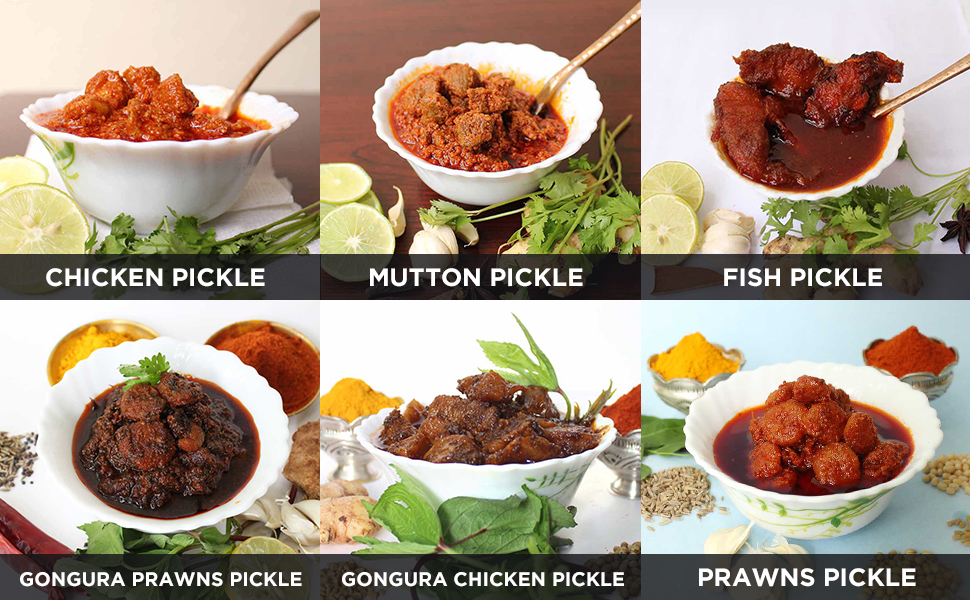 CHICKEN PICKLE
MUTTON PICKLE
FISH PICKLE
GONGURA PRAWNS PICKLE
GONGURA CHICKEN PICKLE
PRAWNS PICKLE